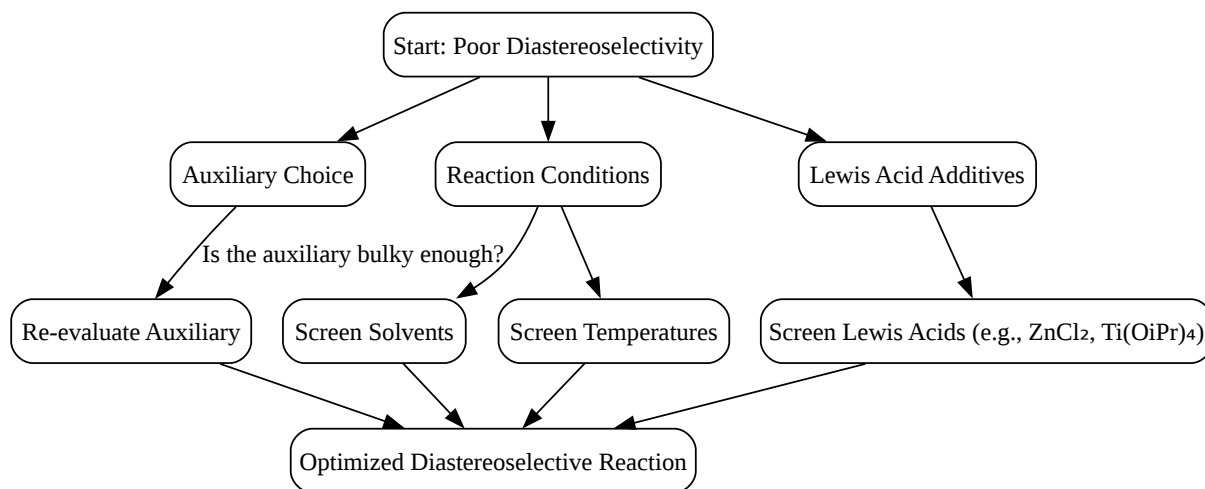 Start: Poor Diastereoselectivity
Auxiliary Choice
Reaction Conditions
Lewis Acid Additives
Is the auxiliary bulky enough?
Re-evaluate Auxiliary
Screen Solvents
Screen Temperatures
Screen Lewis Acids (e.g., ZnCl₂, Ti(OiPr)₄)
Optimized Diastereoselective Reaction